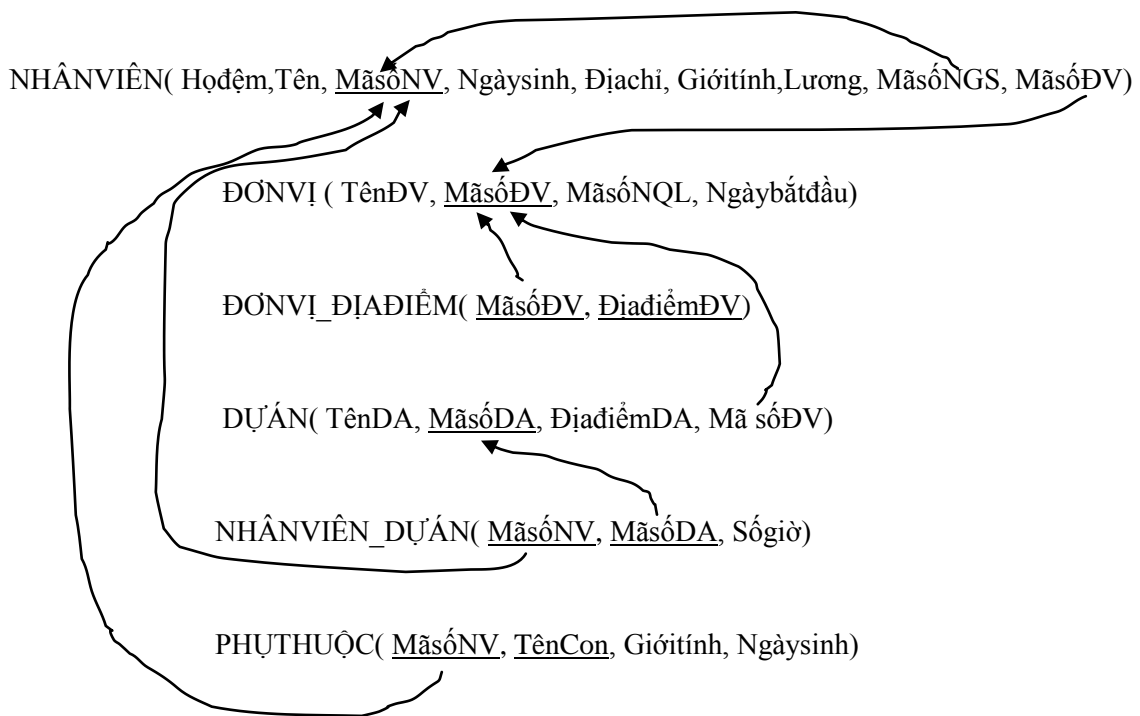 NHÂNVIÊN( Họđệm,Tên, MãsốNV, Ngàysinh, Địachỉ, Giớitính,Lương, MãsốNGS, MãsốĐV)
ĐƠNVỊ ( TênĐV, MãsốĐV, MãsốNQL, Ngàybắtđầu)
ĐƠNVỊ_ĐỊAĐIỂM( MãsốĐV, ĐịađiểmĐV)
DỰÁN( TênDA, MãsốDA, ĐịađiểmDA, Mã sốĐV)
NHÂNVIÊN_DỰÁN( MãsốNV, MãsốDA, Sốgiờ)
PHỤTHUỘC( MãsốNV, TênCon, Giớitính, Ngàysinh)